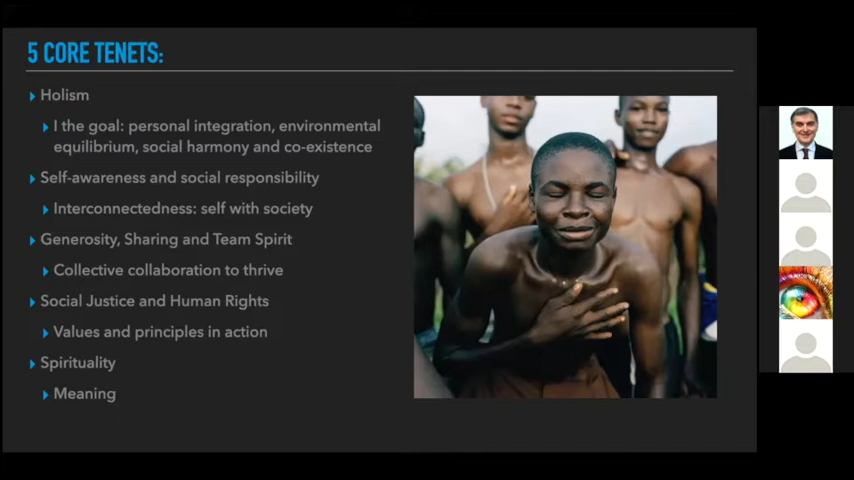 5 CORE TENETS:
Holism
I the goal: personal integration, environmental
equilibrium, social harmony and co-existence
Self-awareness and social responsibility
Interconnectedness: self with society
Generosity, Sharing and Team Spirit
Collective collaboration to thrive
Social Justice and Human Rights
Values and principles in action
Spirituality
Meaning